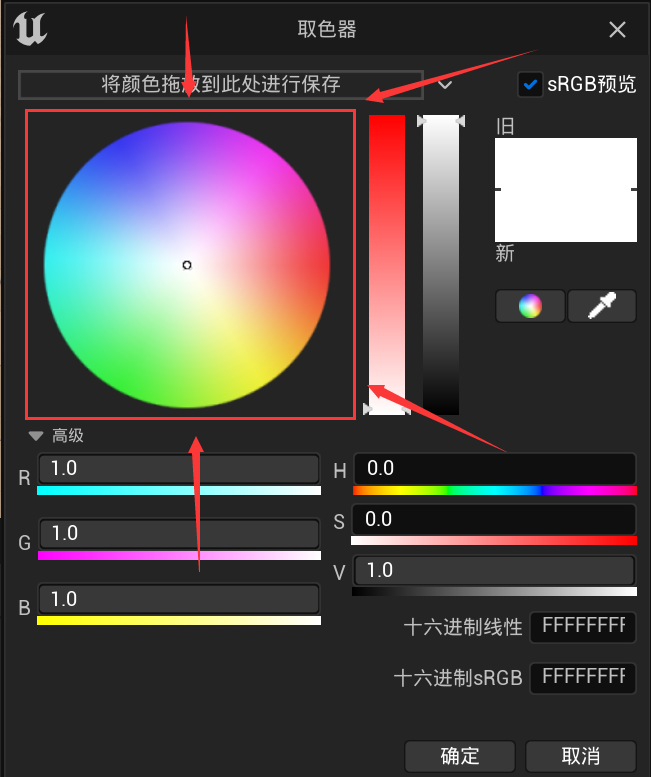 取色器
将颜色拖放到此处进行保存
sRGB预览
旧
新
高级
R 1.0
H 0.0
G 1.0
S 0.0
B 1.0
V 1.0
十六进制线性 FFFFFFFF
十六进制sRGB FFFFFFFF
确定
取消